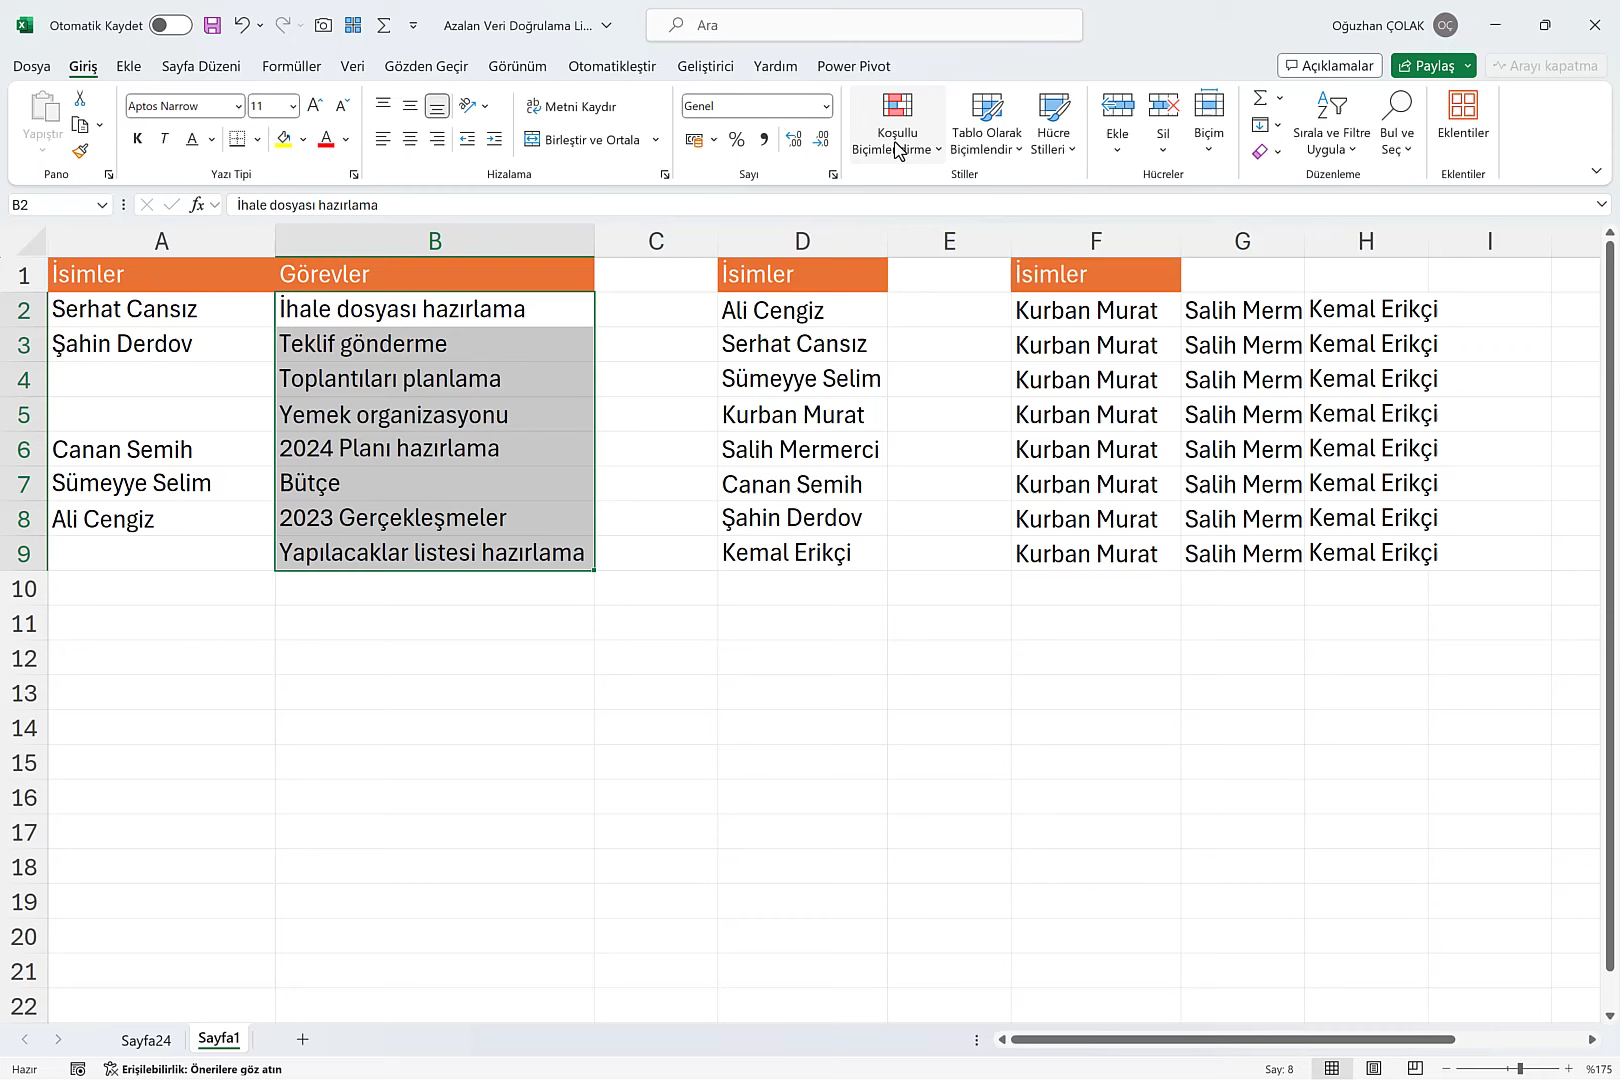 Otomatik Kaydet Azalan Veri Doğrulama Li... Ara Oğuzhan ÇOLAK OÇ
Dosya Giriş Ekle Sayfa Düzeni Formüller Veri Gözden Geçir Görünüm Otomatikleştir Geliştirici Yardım Power Pivot Açıklamalar Paylaş Arayı kapatma
Yapıştır
Aptos Narrow 11
K T A
Metni Kaydır
Birleştir ve Ortala
Genel
Koşullu Biçimlendirme
Tablo Olarak Biçimlendir
Hücre Stilleri
Ekle Sil Biçim
Sırala ve Filtre Uygula
Bul ve Seç
Eklentiler
Pano Yazı Tipi Hizalama Sayı Stiller Hücreler Düzenleme Eklentiler
B2 fx İhale dosyası hazırlama
A B C D E F G H I
1 İsimler Görevler İsimler İsimler
2 Serhat Cansız İhale dosyası hazırlama Ali Cengiz Kurban Murat Salih Merm Kemal Erikçi
3 Şahin Derdov Teklif gönderme Serhat Cansız Kurban Murat Salih Merm Kemal Erikçi
4 Toplantıları planlama Sümeyye Selim Kurban Murat Salih Merm Kemal Erikçi
5 Yemek organizasyonu Kurban Murat Kurban Murat Salih Merm Kemal Erikçi
6 Canan Semih 2024 Planı hazırlama Salih Mermerci Kurban Murat Salih Merm Kemal Erikçi
7 Sümeyye Selim Bütçe Canan Semih Kurban Murat Salih Merm Kemal Erikçi
8 Ali Cengiz 2023 Gerçekleşmeler Şahin Derdov Kurban Murat Salih Merm Kemal Erikçi
9 Yapılacaklar listesi hazırlama Kemal Erikçi Kurban Murat Salih Merm Kemal Erikçi
10
11
12
13
14
15
16
17
18
19
20
21
22
Sayfa24 Sayfa1
Hazır Erişilebilirlik: Önerilere göz atın Say: 8 %175